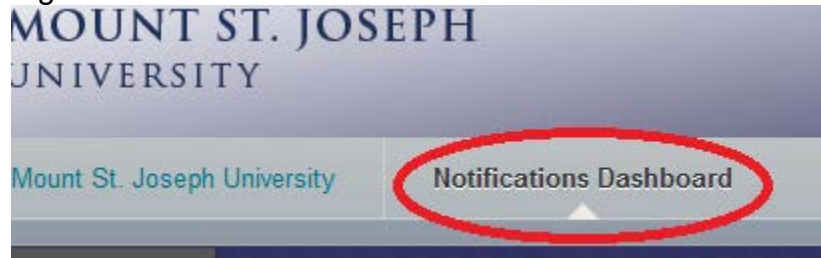 MOUNT ST. JOSEPH
UNIVERSITY
Mount St. Joseph University Notifications Dashboard